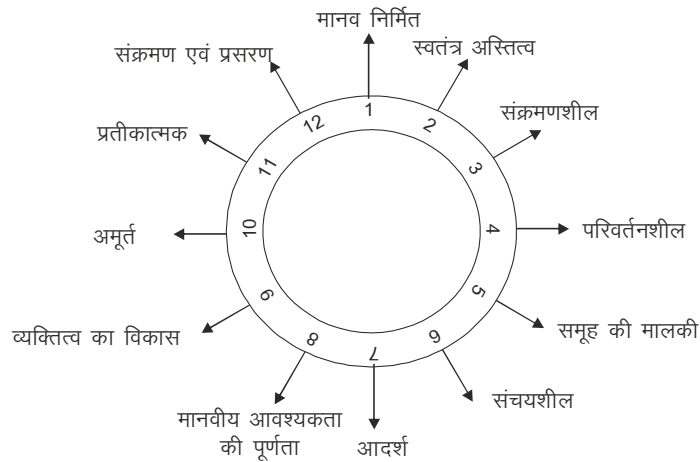 मानव निर्मित
स्वतंत्र अस्तित्व
संक्रमणशील
परिवर्तनशील
समूह की मालकी
संचयशील
आदर्श
मानवीय आवश्यकता
की पूर्णता
व्यक्तित्व का विकास
अमूर्त
प्रतीकात्मक
संक्रमण एवं प्रसरण
1
2
3
4
5
6
7
8
9
10
11
12